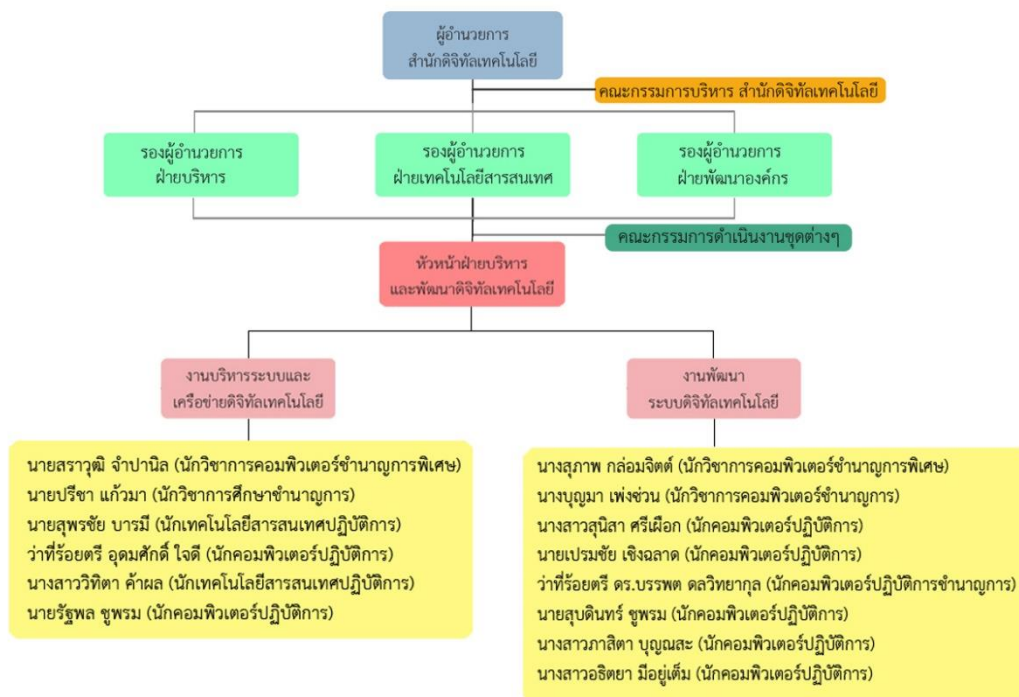 ผู้อำนวยการ
สำนักดิจิทัลเทคโนโลยี
คณะกรรมการบริหาร สำนักดิจิทัลเทคโนโลยี
รองผู้อำนวยการ
ฝ่ายบริหาร
รองผู้อำนวยการ
ฝ่ายเทคโนโลยีสารสนเทศ
รองผู้อำนวยการ
ฝ่ายพัฒนาองค์กร
คณะกรรมการดำเนินงานชุดต่างๆ
หัวหน้าฝ่ายบริหาร
และพัฒนาดิจิทัลเทคโนโลยี
งานบริหารระบบและ
เครือข่ายดิจิทัลเทคโนโลยี
นายสราวุฒิ จำปานิล (นักวิชาการคอมพิวเตอร์ชำนาญการพิเศษ)
นายปรีชา แก้วมา (นักวิชาการศึกษาชำนาญการ)
นายสุพรชัย บารมี (นักเทคโนโลยีสารสนเทศปฏิบัติการ)
ว่าที่ร้อยตรี อุดมศักดิ์ ใจดี (นักคอมพิวเตอร์ปฏิบัติการ)
นางสาววิทิตา ค้าผล (นักเทคโนโลยีสารสนเทศปฏิบัติการ)
นายรัฐพล ชูพรม (นักคอมพิวเตอร์ปฏิบัติการ)
งานพัฒนา
ระบบดิจิทัลเทคโนโลยี
นางสุภาพ กล่อมจิตต์ (นักวิชาการคอมพิวเตอร์ชำนาญการพิเศษ)
นางบุญมา เพ่งซ่วน (นักวิชาการคอมพิวเตอร์ชำนาญการ)
นางสาวสุนิสา ศรีเผือก (นักคอมพิวเตอร์ปฏิบัติการ)
นายเปรมชัย เชิงฉลาด (นักคอมพิวเตอร์ปฏิบัติการ)
ว่าที่ร้อยตรี ดร.บรรพต ดลวิทยากุล (นักคอมพิวเตอร์ปฏิบัติการชำนาญการ)
นายสุบดินทร์ ชูพรม (นักคอมพิวเตอร์ปฏิบัติการ)
นางสาวภาสิตา บุญณสะ (นักคอมพิวเตอร์ปฏิบัติการ)
นางสาวอธิตยา มีอยู่เต็ม (นักคอมพิวเตอร์ปฏิบัติการ)